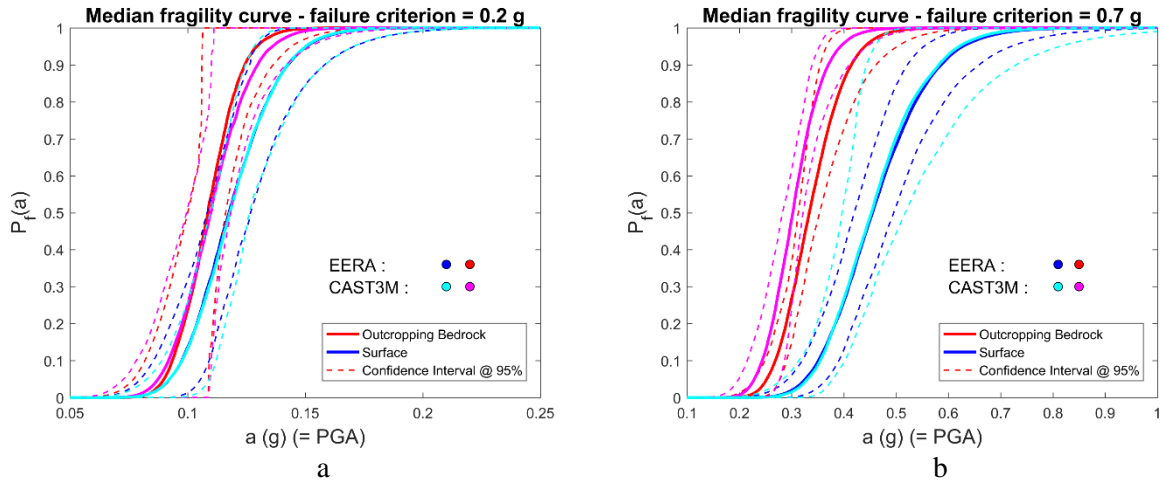 Median fragility curve - failure criterion = 0.2 g
1
0.9
0.8
0.7
0.6
0.5
0.4
0.3
0.2
0.1
0
P_f(a)
EERA :
CAST3M :
Outcropping Bedrock
Surface
Confidence Interval @ 95%
0.05 0.1 0.15 0.2 0.25
a (g) (= PGA)
a
Median fragility curve - failure criterion = 0.7 g
1
0.9
0.8
0.7
0.6
0.5
0.4
0.3
0.2
0.1
0
P_f(a)
EERA :
CAST3M :
Outcropping Bedrock
Surface
Confidence Interval @ 95%
0.1 0.2 0.3 0.4 0.5 0.6 0.7 0.8 0.9 1
a (g) (= PGA)
b